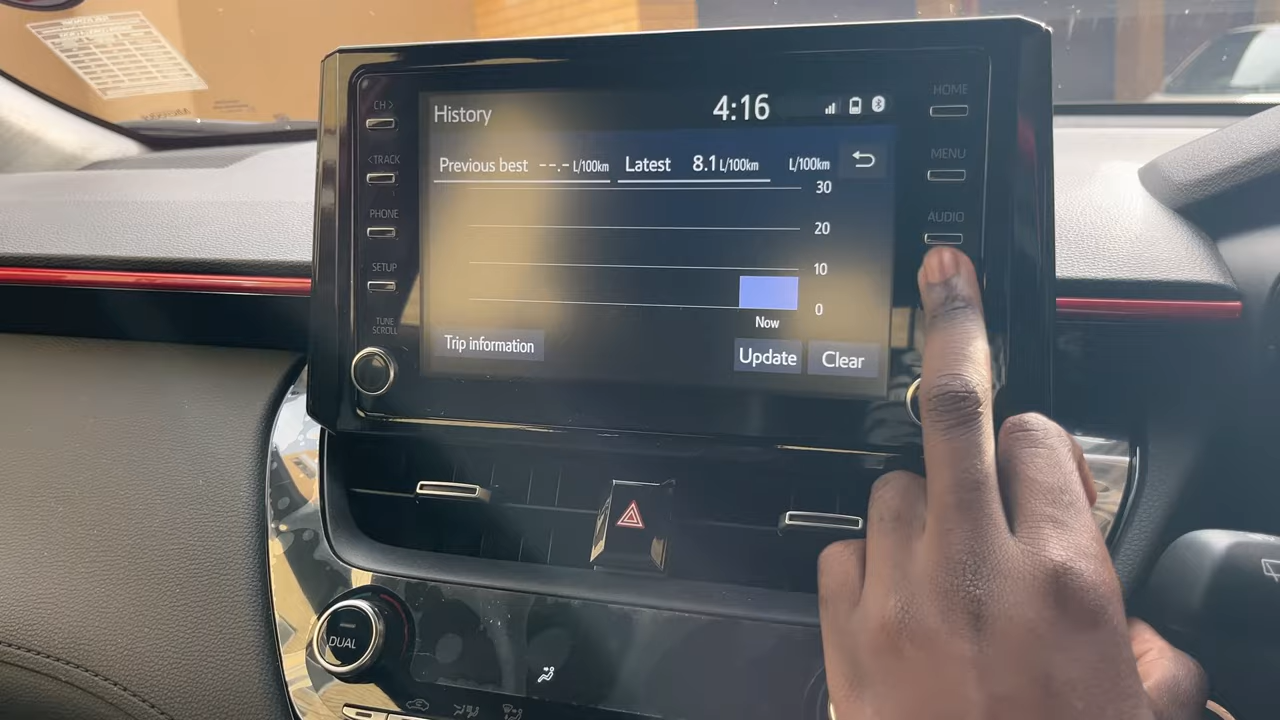 CH >
< TRACK
PHONE
SETUP
TUNE
SCROLL
History
4:16
Previous best --.- L/100km
Latest 8.1 L/100km
L/100km
30
20
10
0
Now
Trip information
Update
Clear
HOME
MENU
AUDIO
DUAL